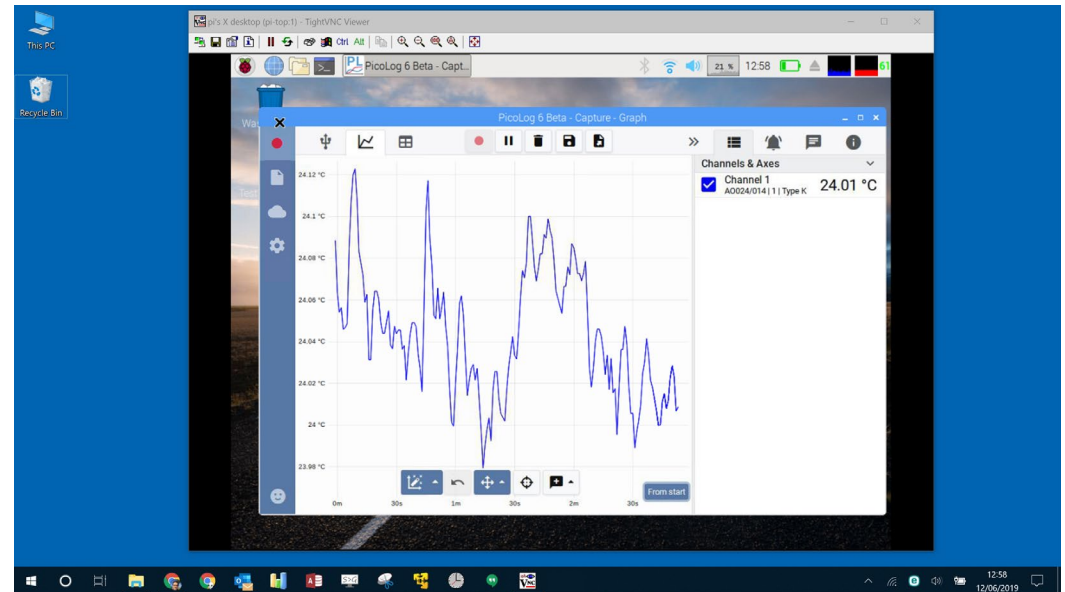 pi's X desktop (pi-top:1) - TightVNC Viewer
This PC
Ctrl Alt
PicoLog 6 Beta - Capt...
21 %
12:58
61
Recycle Bin
PicoLog 6 Beta - Capture - Graph
Channels & Axes
Channel 1
AO024/014 | 1 | Type K
24.01 °C
24.12 °C
24.1 °C
24.08 °C
24.06 °C
24.04 °C
24.02 °C
24 °C
23.98 °C
From start
0m
30s
1m
30s
2m
30s
12:58
12/06/2019